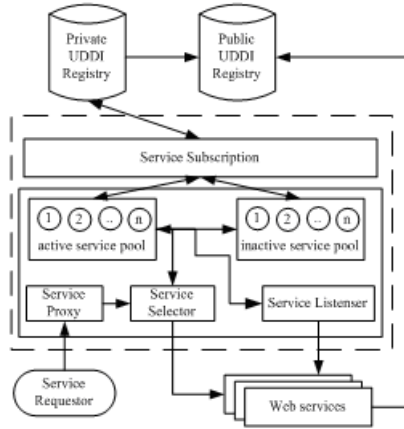 Private
UDDI
Registry
Public
UDDI
Registry
Service Subscription
1 2 .. n
active service pool
1 2 .. n
inactive service pool
Service
Proxy
Service
Selector
Service Listenser
Service
Requestor
Web services